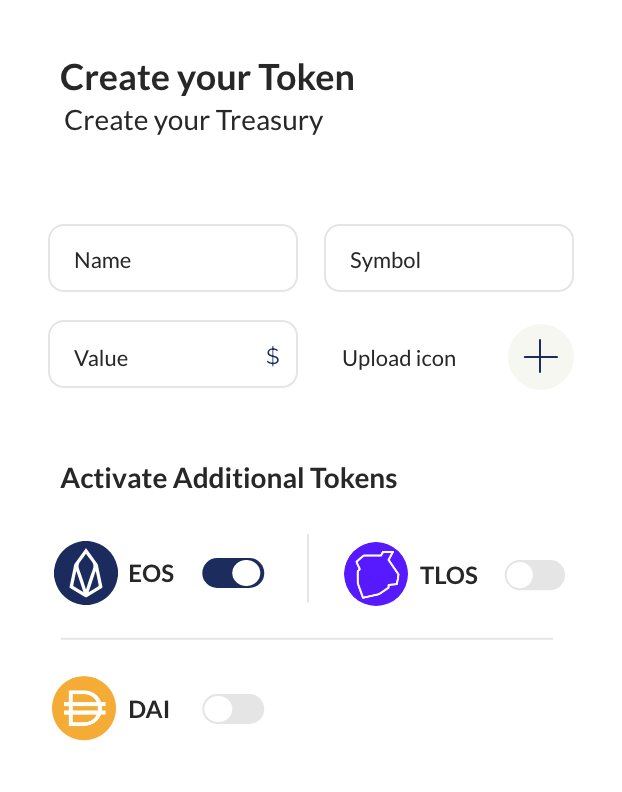 Create your Token
Create your Treasury
Name
Symbol
Value $
Upload icon
Activate Additional Tokens
EOS
TLOS
DAI